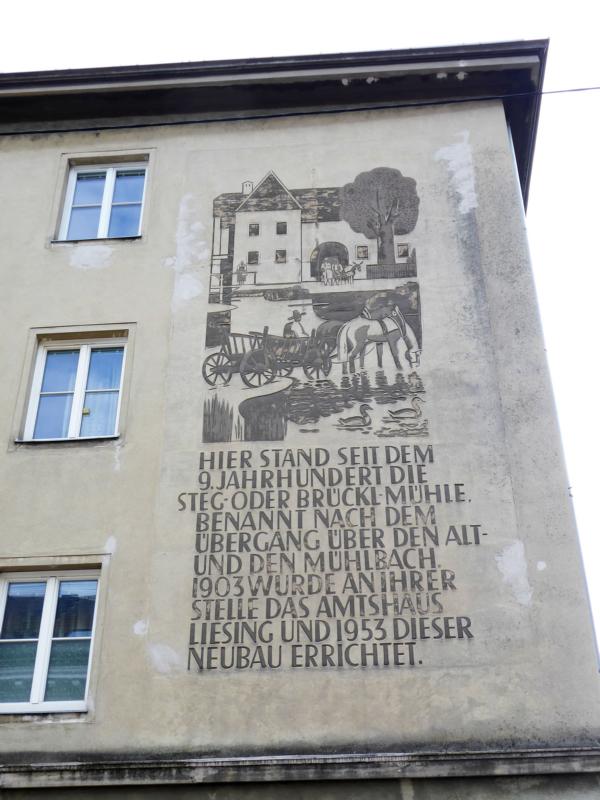 HIER STAND SEIT DEM
9. JAHRHUNDERT DIE
STEG- ODER BRÜCKL-MÜHLE,
BENANNT NACH DEM
ÜBERGANG ÜBER DEN ALT-
UND DEN MÜHLBACH.
1903 WURDE AN IHRER
STELLE DAS AMTSHAUS
LIESING UND 1953 DIESER
NEUBAU ERRICHTET.